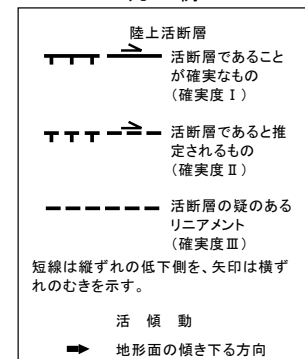 陸上活断層
活断層であること
が確実なもの
(確実度Ⅰ)
活断層であると推
定されるもの
(確実度Ⅱ)
活断層の疑のある
リニアメント
(確実度Ⅲ)
短線は縦ずれの低下側を、矢印は横ず
れのむきを示す。
活 傾 動
地形面の傾き下る方向